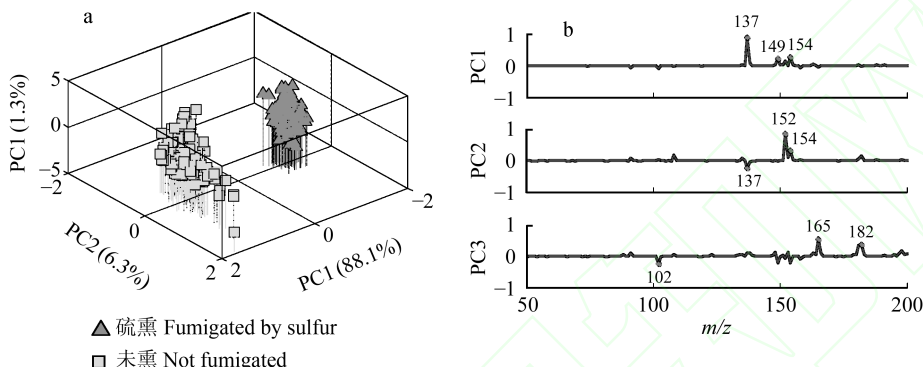 a
PC1 (1.3%)
5
0
−5
−2
0
2
PC2 (6.3%)
2
0
−2
PC1 (88.1%)
硫熏 Fumigated by sulfur
未熏 Not fumigated
b
PC1
1
0
−1
137
149
154
PC2
1
0
−1
152
154
137
PC3
1
0
−1
165
182
102
50
100
150
200
m/z